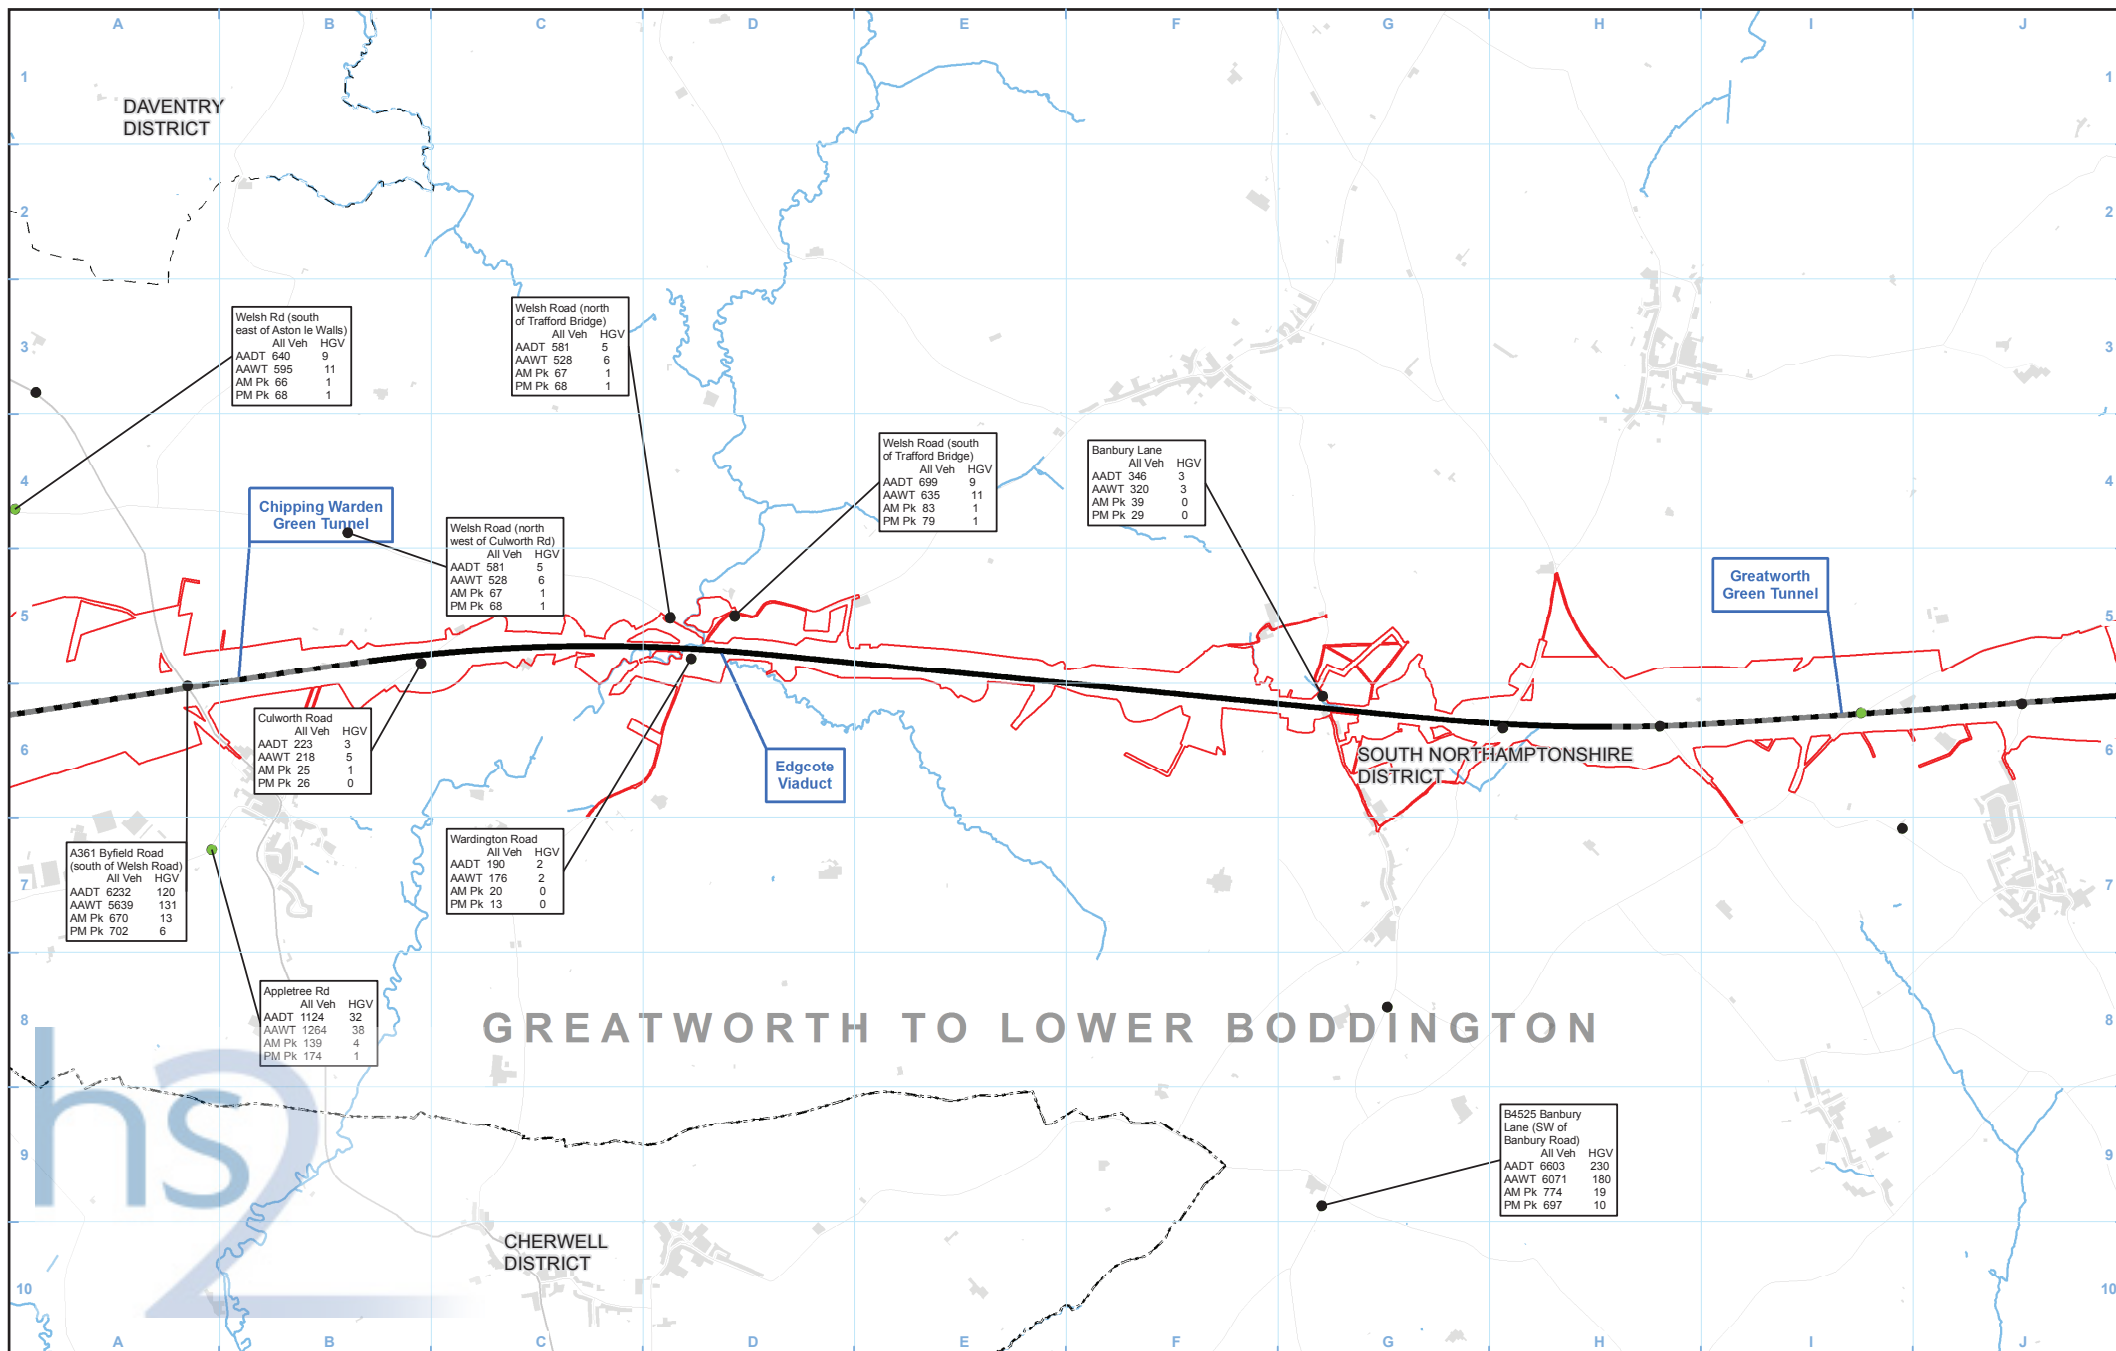 A B C D E F G H I J
1 1
DAVENTRY
DISTRICT
2 2
Welsh Rd (south
east of Aston le Walls)
All Veh HGV
AADT 640 9
AAWT 595 11
AM Pk 66 1
PM Pk 68 1
Welsh Road (north
of Trafford Bridge)
All Veh HGV
AADT 581 5
AAWT 528 6
AM Pk 67 1
PM Pk 68 1
3 3
Welsh Road (south
of Trafford Bridge)
All Veh HGV
AADT 699 9
AAWT 635 11
AM Pk 83 1
PM Pk 79 1
Banbury Lane
All Veh HGV
AADT 346 3
AAWT 320 3
AM Pk 39 0
PM Pk 29 0
4 4
Chipping Warden
Green Tunnel
Welsh Road (north
west of Culworth Rd)
All Veh HGV
AADT 581 5
AAWT 528 6
AM Pk 67 1
PM Pk 68 1
Greatworth
Green Tunnel
5 5
Culworth Road
All Veh HGV
AADT 223 3
AAWT 218 5
AM Pk 25 1
PM Pk 26 0
6 6
Edgcote
Viaduct
SOUTH NORTHAMPTONSHIRE
DISTRICT
A361 Byfield Road
(south of Welsh Road)
All Veh HGV
AADT 6232 120
AAWT 5639 131
AM Pk 670 13
PM Pk 702 6
Wardington Road
All Veh HGV
AADT 190 2
AAWT 176 2
AM Pk 20 0
PM Pk 13 0
7 7
Appletree Rd
All Veh HGV
AADT 1124 32
AAWT 1264 38
AM Pk 139 4
PM Pk 174 1
8 8
GREATWORTH TO LOWER BODDINGTON
hs2
B4525 Banbury
Lane (SW of
Banbury Road)
All Veh HGV
AADT 6603 230
AAWT 6071 180
AM Pk 774 19
PM Pk 697 10
9 9
CHERWELL
DISTRICT
10 10
A B C D E F G H I J